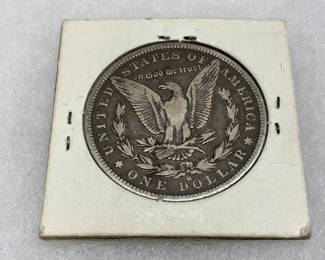 UNITED STATES OF AMERICA
In God we trust
O
ONE DOLLAR